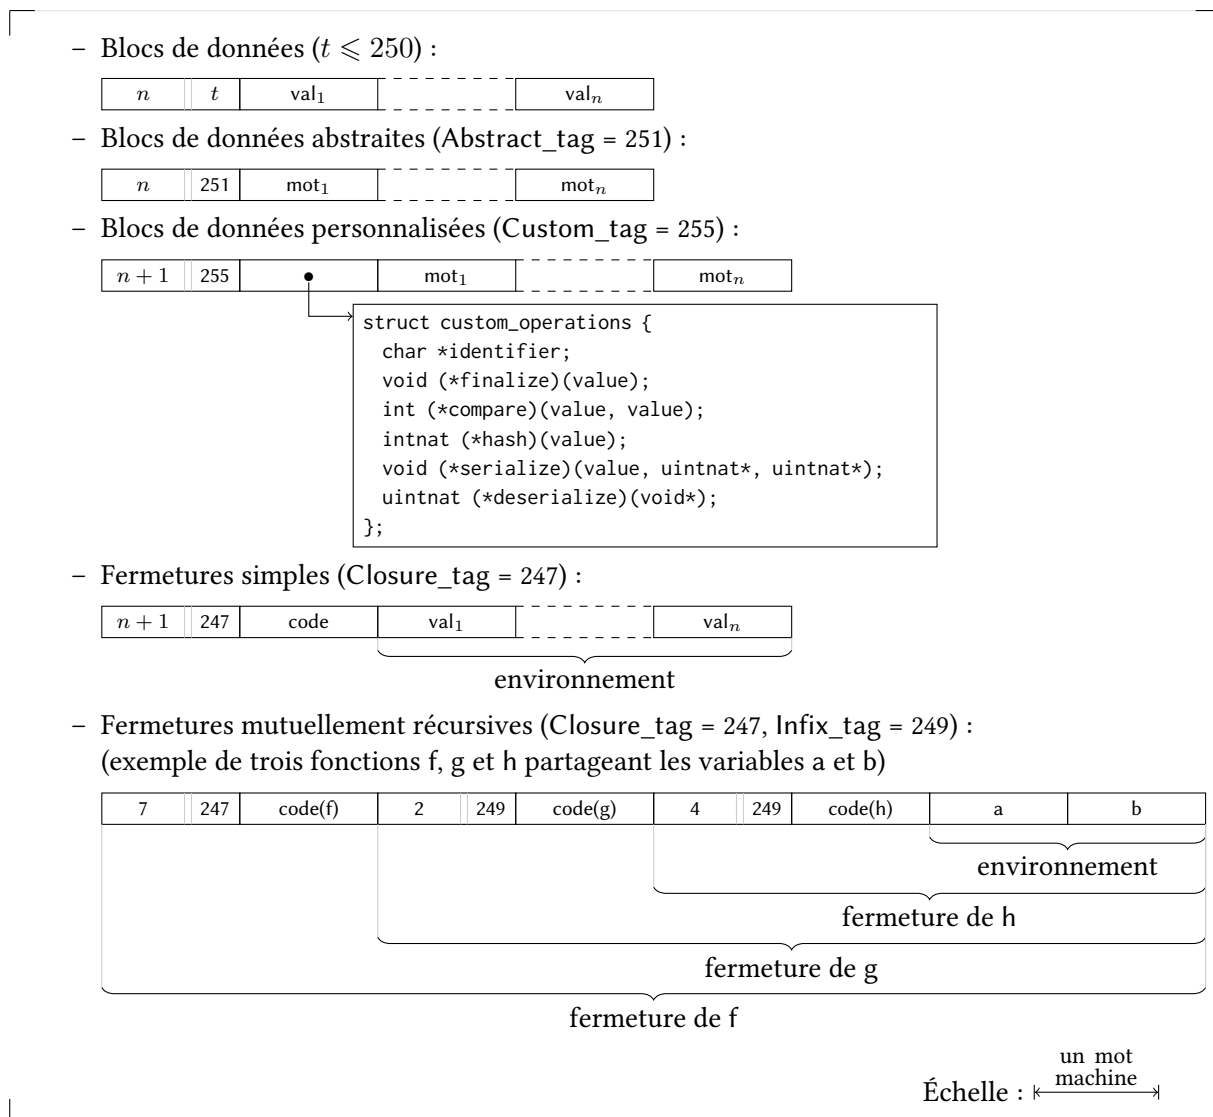 – Blocs de données (t ⩽ 250) :
n t val₁ valₙ
– Blocs de données abstraites (Abstract_tag = 251) :
n 251 mot₁ motₙ
– Blocs de données personnalisées (Custom_tag = 255) :
n + 1 255 mot₁ motₙ
struct custom_operations {
char *identifier;
void (*finalize)(value);
int (*compare)(value, value);
intnat (*hash)(value);
void (*serialize)(value, uintnat*, uintnat*);
uintnat (*deserialize)(void*);
};
– Fermetures simples (Closure_tag = 247) :
n + 1 247 code val₁ valₙ
environnement
– Fermetures mutuellement récursives (Closure_tag = 247, Infix_tag = 249) :
(exemple de trois fonctions f, g et h partageant les variables a et b)
7 247 code(f) 2 249 code(g) 4 249 code(h) a b
environnement
fermeture de h
fermeture de g
fermeture de f
un mot
machine
Échelle :